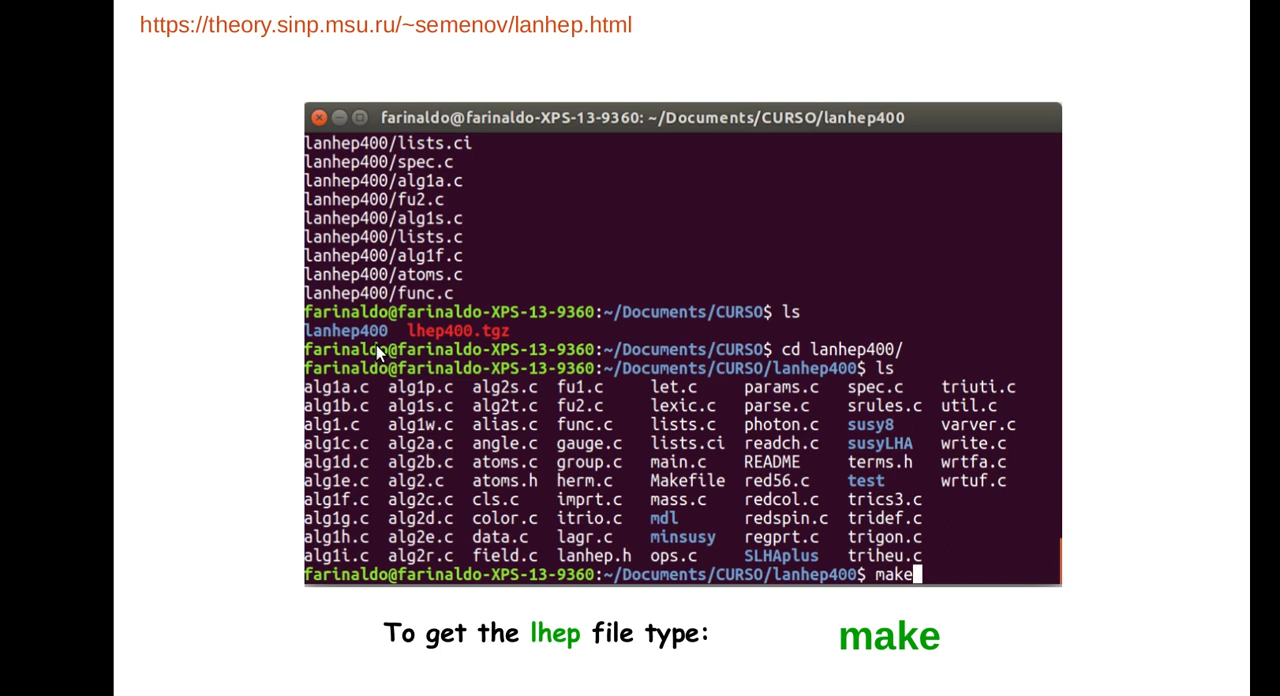 https://theory.sinp.msu.ru/~semenov/lanhep.html
farinaldo@farinaldo-XPS-13-9360: ~/Documents/CURSO/lanhep400
lanhep400/lists.ci
lanhep400/spec.c
lanhep400/alg1a.c
lanhep400/fu2.c
lanhep400/alg1s.c
lanhep400/lists.c
lanhep400/alg1f.c
lanhep400/atoms.c
lanhep400/func.c
farinaldo@farinaldo-XPS-13-9360:~/Documents/CURSO$ ls
lanhep400 lhep400.tgz
farinaldo@farinaldo-XPS-13-9360:~/Documents/CURSO$ cd lanhep400/
farinaldo@farinaldo-XPS-13-9360:~/Documents/CURSO/lanhep400$ ls
alg1a.c alg1p.c alg2s.c fu1.c let.c params.c spec.c triuti.c
alg1b.c alg1s.c alg2t.c fu2.c lexic.c parse.c srules.c util.c
alg1.c alg1w.c alias.c func.c lists.c photon.c susy8 varver.c
alg1c.c alg2a.c angle.c gauge.c lists.ci readch.c susyLHA write.c
alg1d.c alg2b.c atoms.c group.c main.c README terms.h wrtfa.c
alg1e.c alg2.c atoms.h herm.c Makefile red56.c test wrtuf.c
alg1f.c alg2c.c cls.c imprt.c mass.c redcol.c trics3.c
alg1g.c alg2d.c color.c itrio.c mdl redspin.c tridef.c
alg1h.c alg2e.c data.c lagr.c minsusy regprt.c trigon.c
alg1i.c alg2r.c field.c lanhep.h ops.c SLHAplus triheu.c
farinaldo@farinaldo-XPS-13-9360:~/Documents/CURSO/lanhep400$ make
To get the lhep file type: make